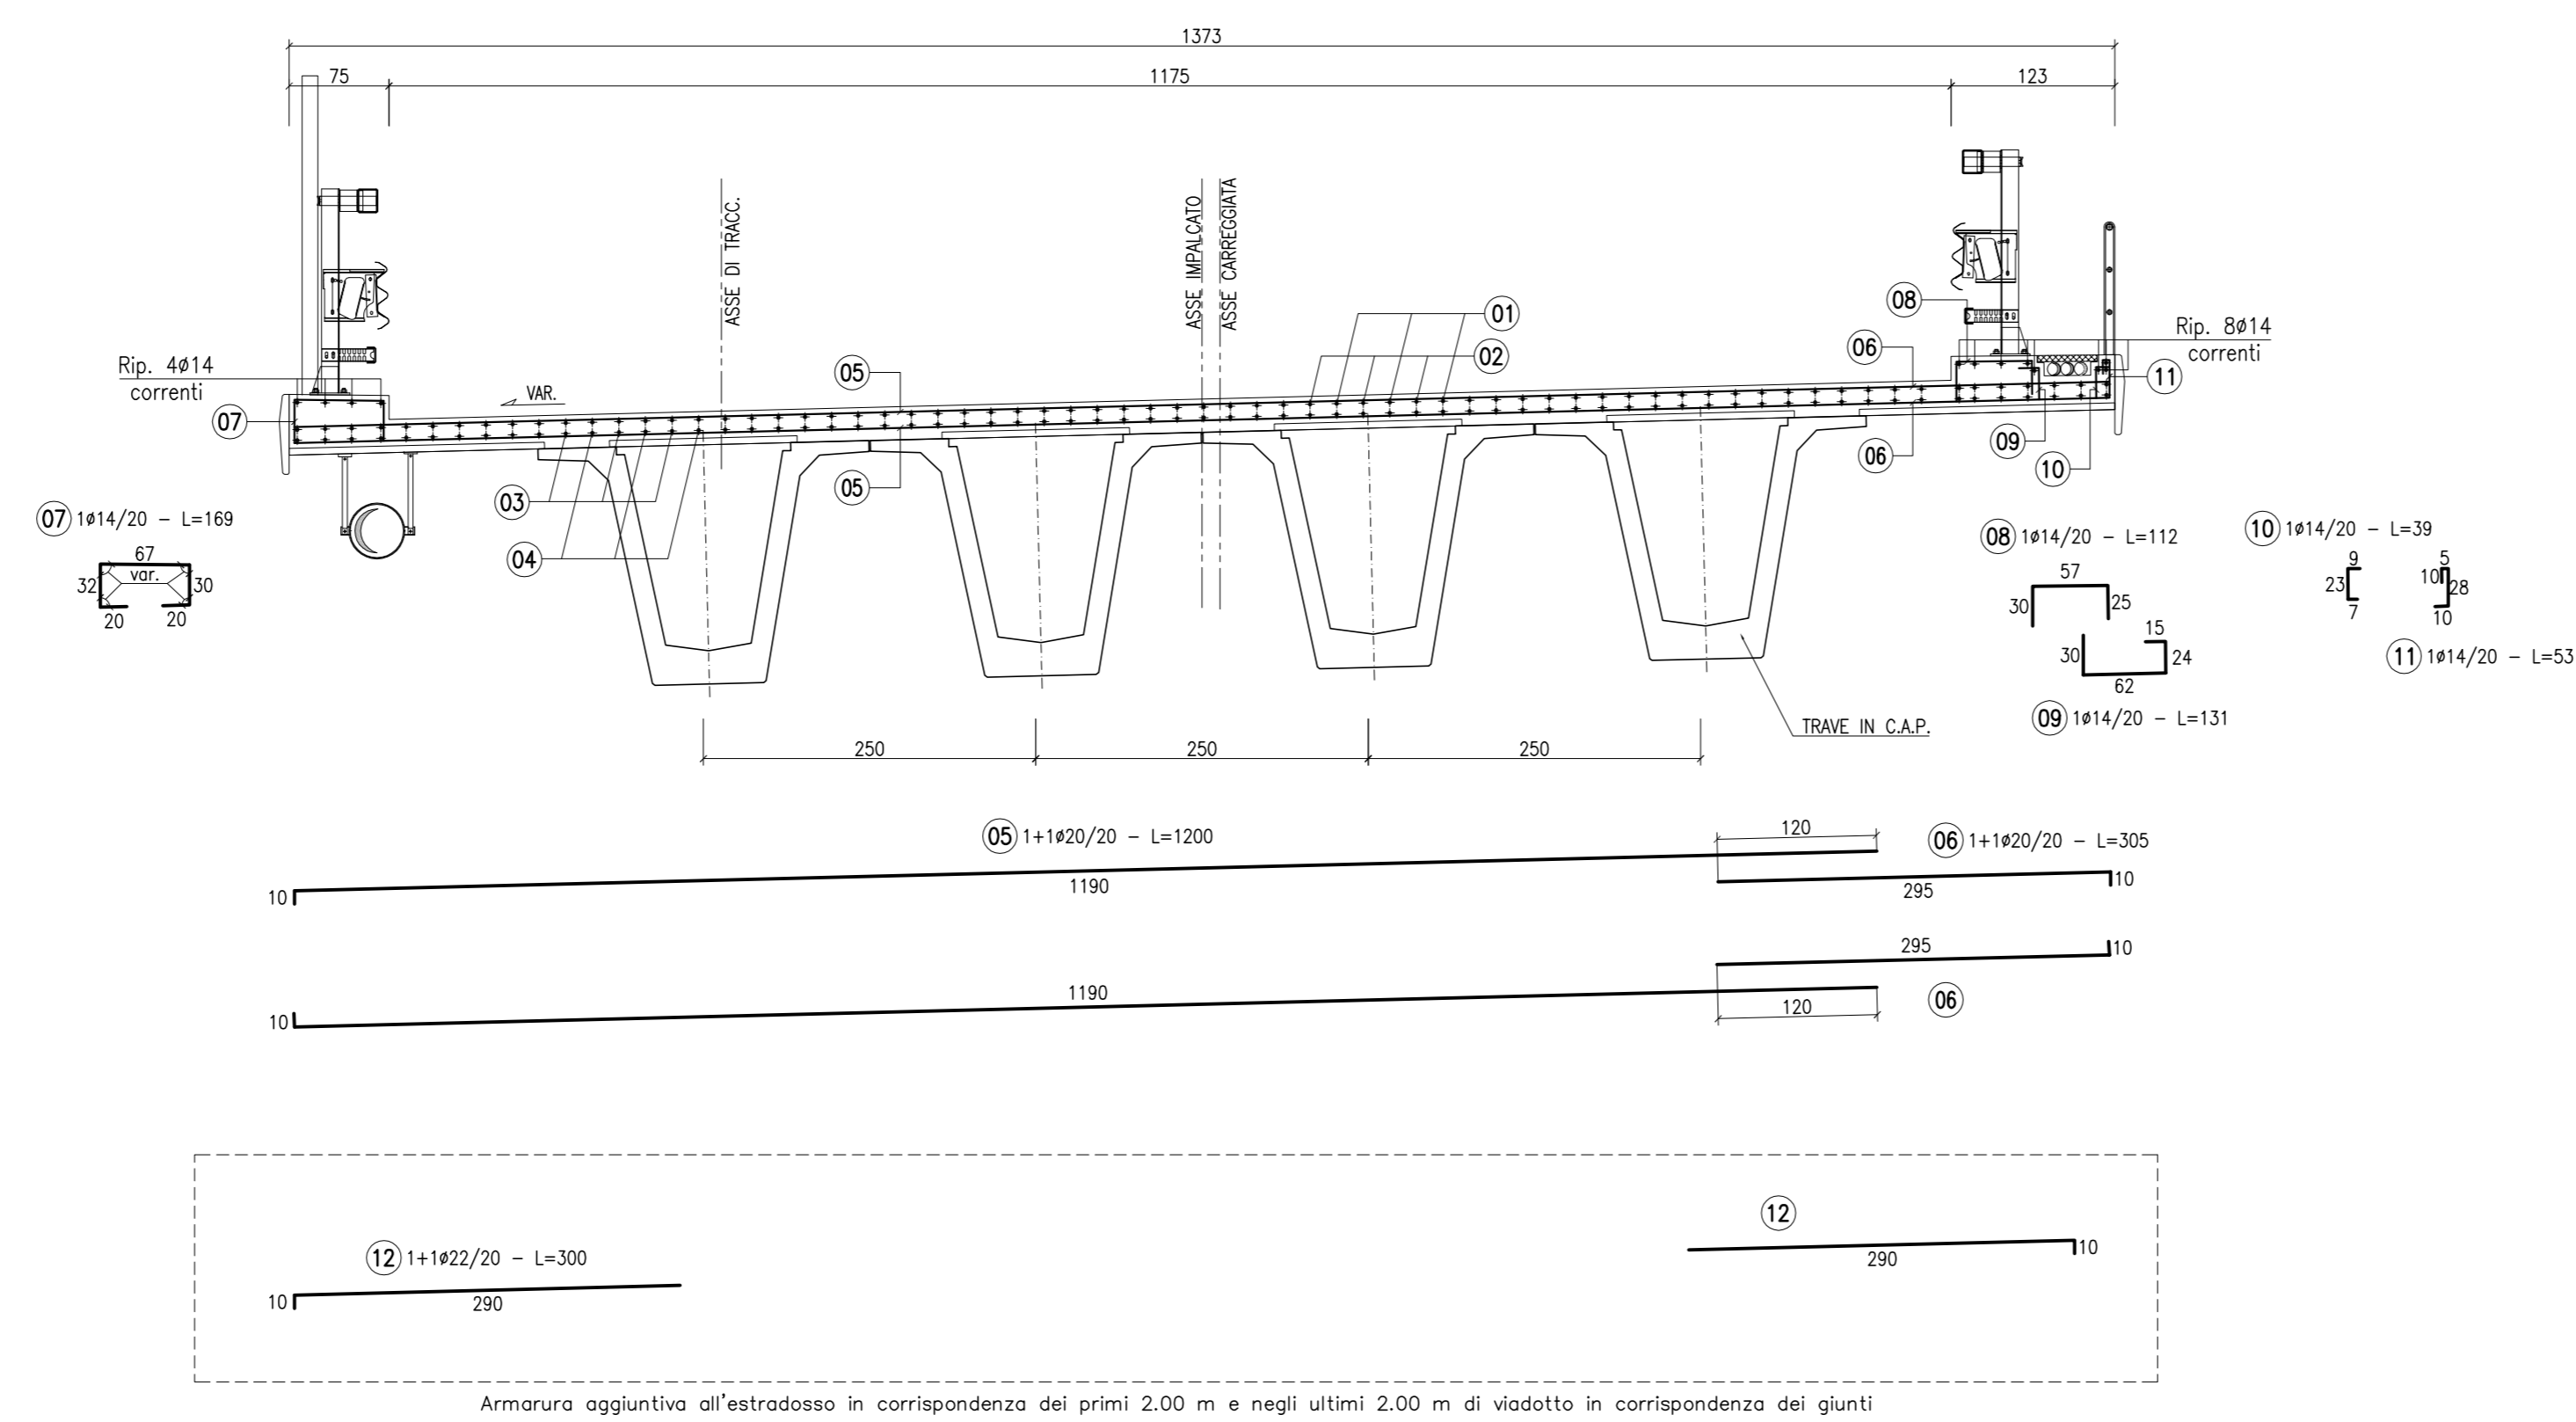 1373
75
1175
123
ASSE DI TRACC.
ASSE IMPALCATO
ASSE CARREGGIATA
01
02
08
06
05
Rip. 8ø14
correnti
Rip. 4ø14
correnti
VAR.
11
07
03
05
04
06
09
10
07 1ø14/20 - L=169
67
var.
32
30
20
20
08 1ø14/20 - L=112
57
30
25
10 1ø14/20 - L=39
9
23
7
5
10
28
10
11 1ø14/20 - L=53
15
30
24
62
09 1ø14/20 - L=131
TRAVE IN C.A.P.
250
250
250
05 1+1ø20/20 - L=1200
120
06 1+1ø20/20 - L=305
10
1190
295
10
295
10
1190
10
120
06
12
12 1+1ø22/20 - L=300
290
10
10
290
Armarura aggiuntiva all'estradosso in corrispondenza dei primi 2.00 m e negli ultimi 2.00 m di viadotto in corrispondenza dei giunti